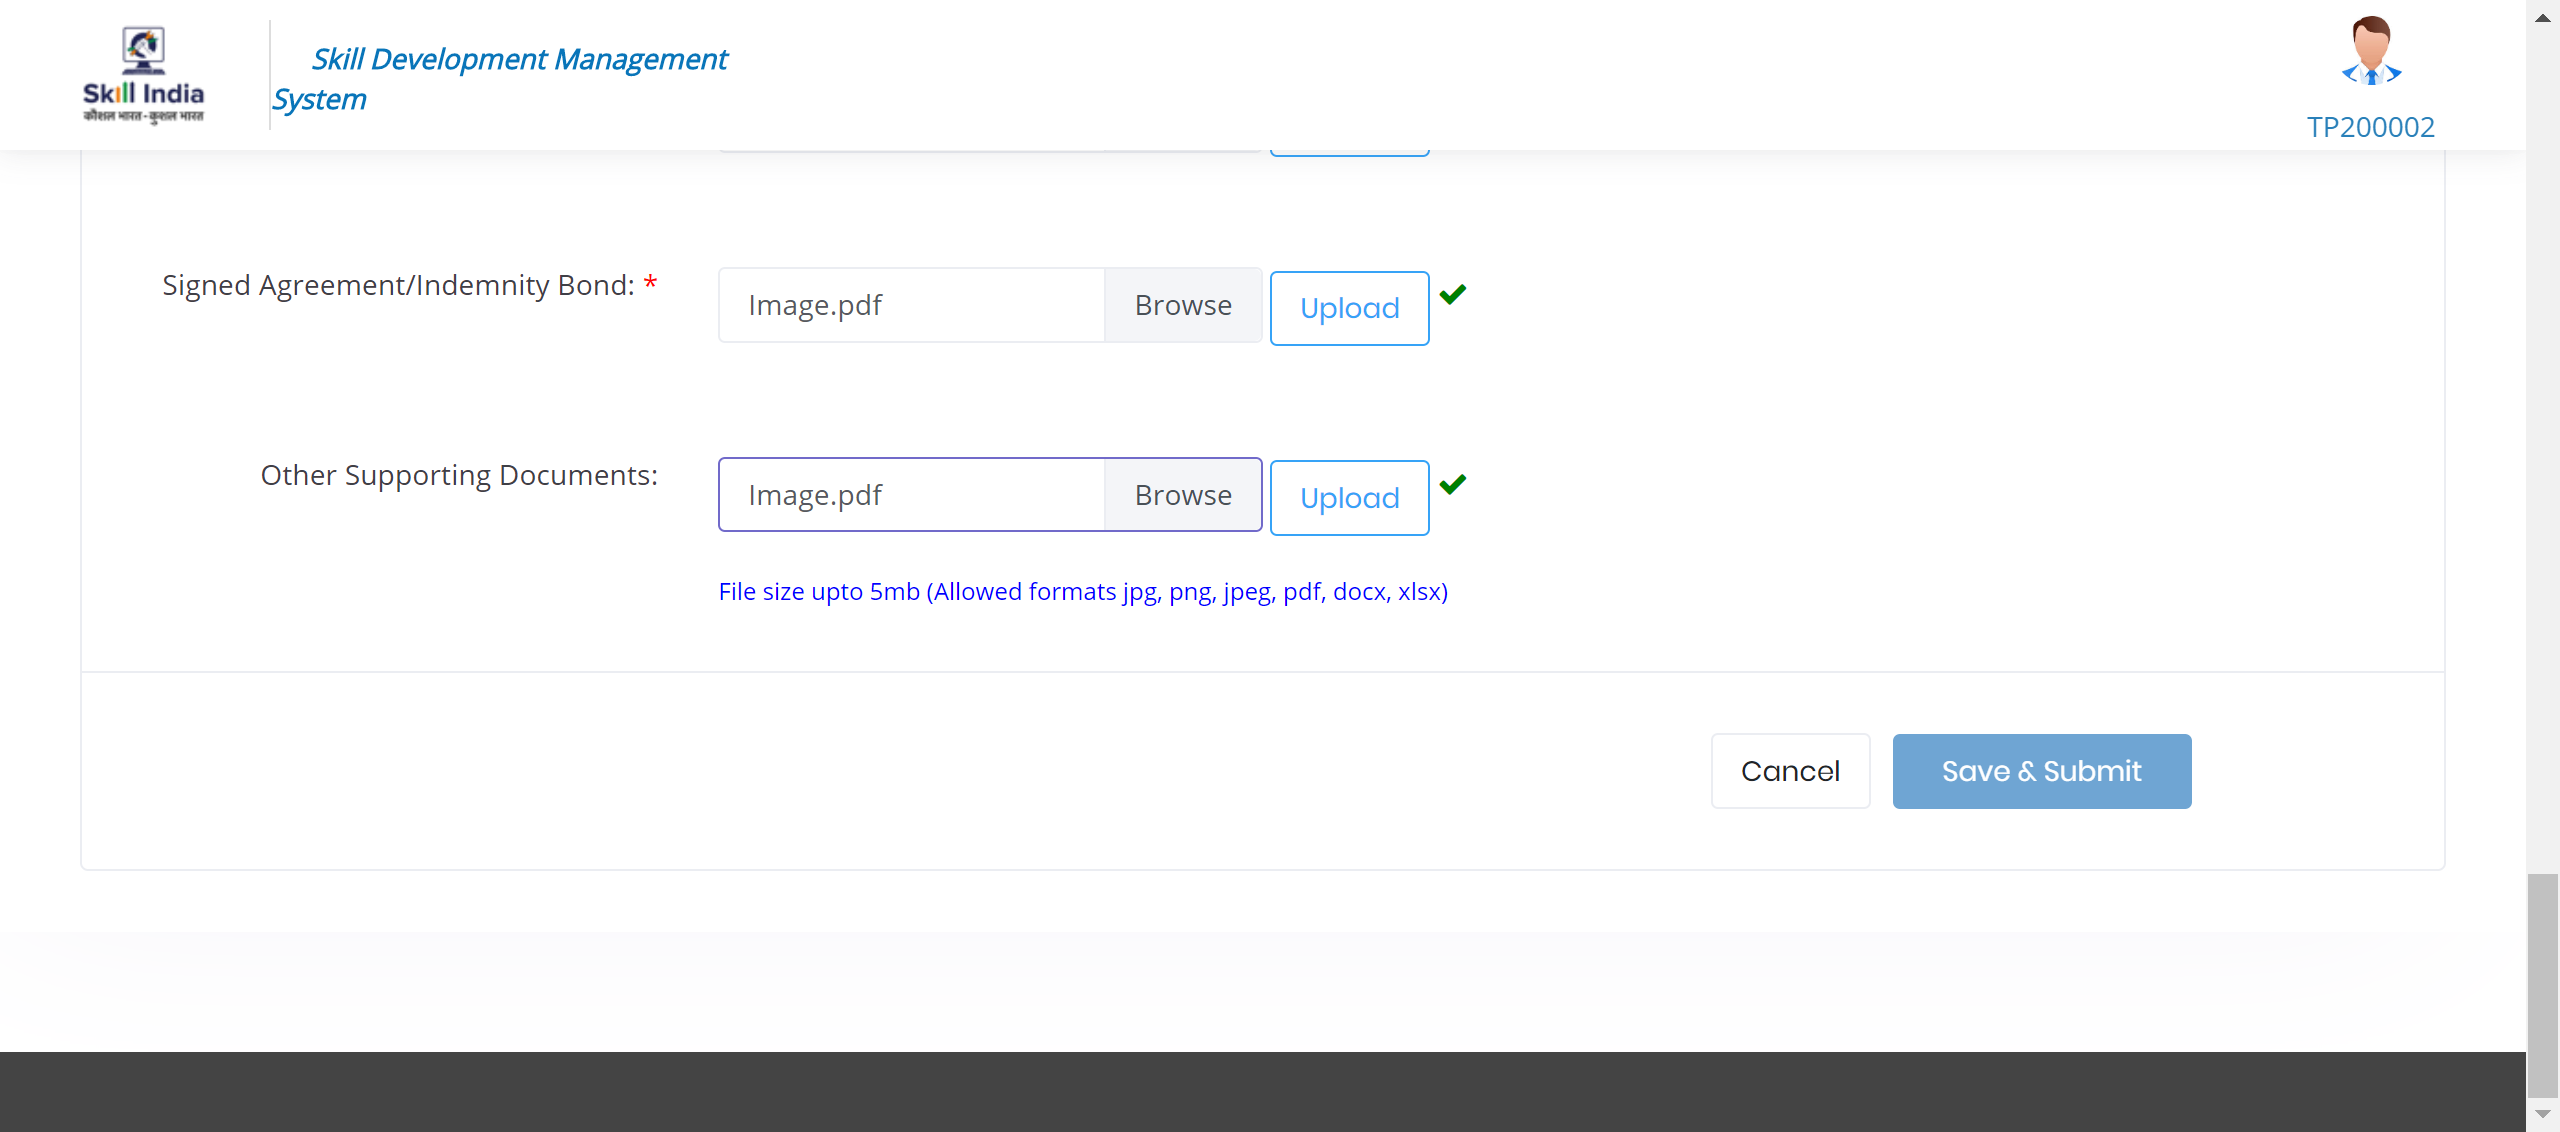 Skill India
कौशल भारत - कुशल भारत
Skill Development Management
System
TP200002
Signed Agreement/Indemnity Bond: *
Image.pdf
Browse
Upload
Other Supporting Documents:
Image.pdf
Browse
Upload
File size upto 5mb (Allowed formats jpg, png, jpeg, pdf, docx, xlsx)
Cancel
Save & Submit